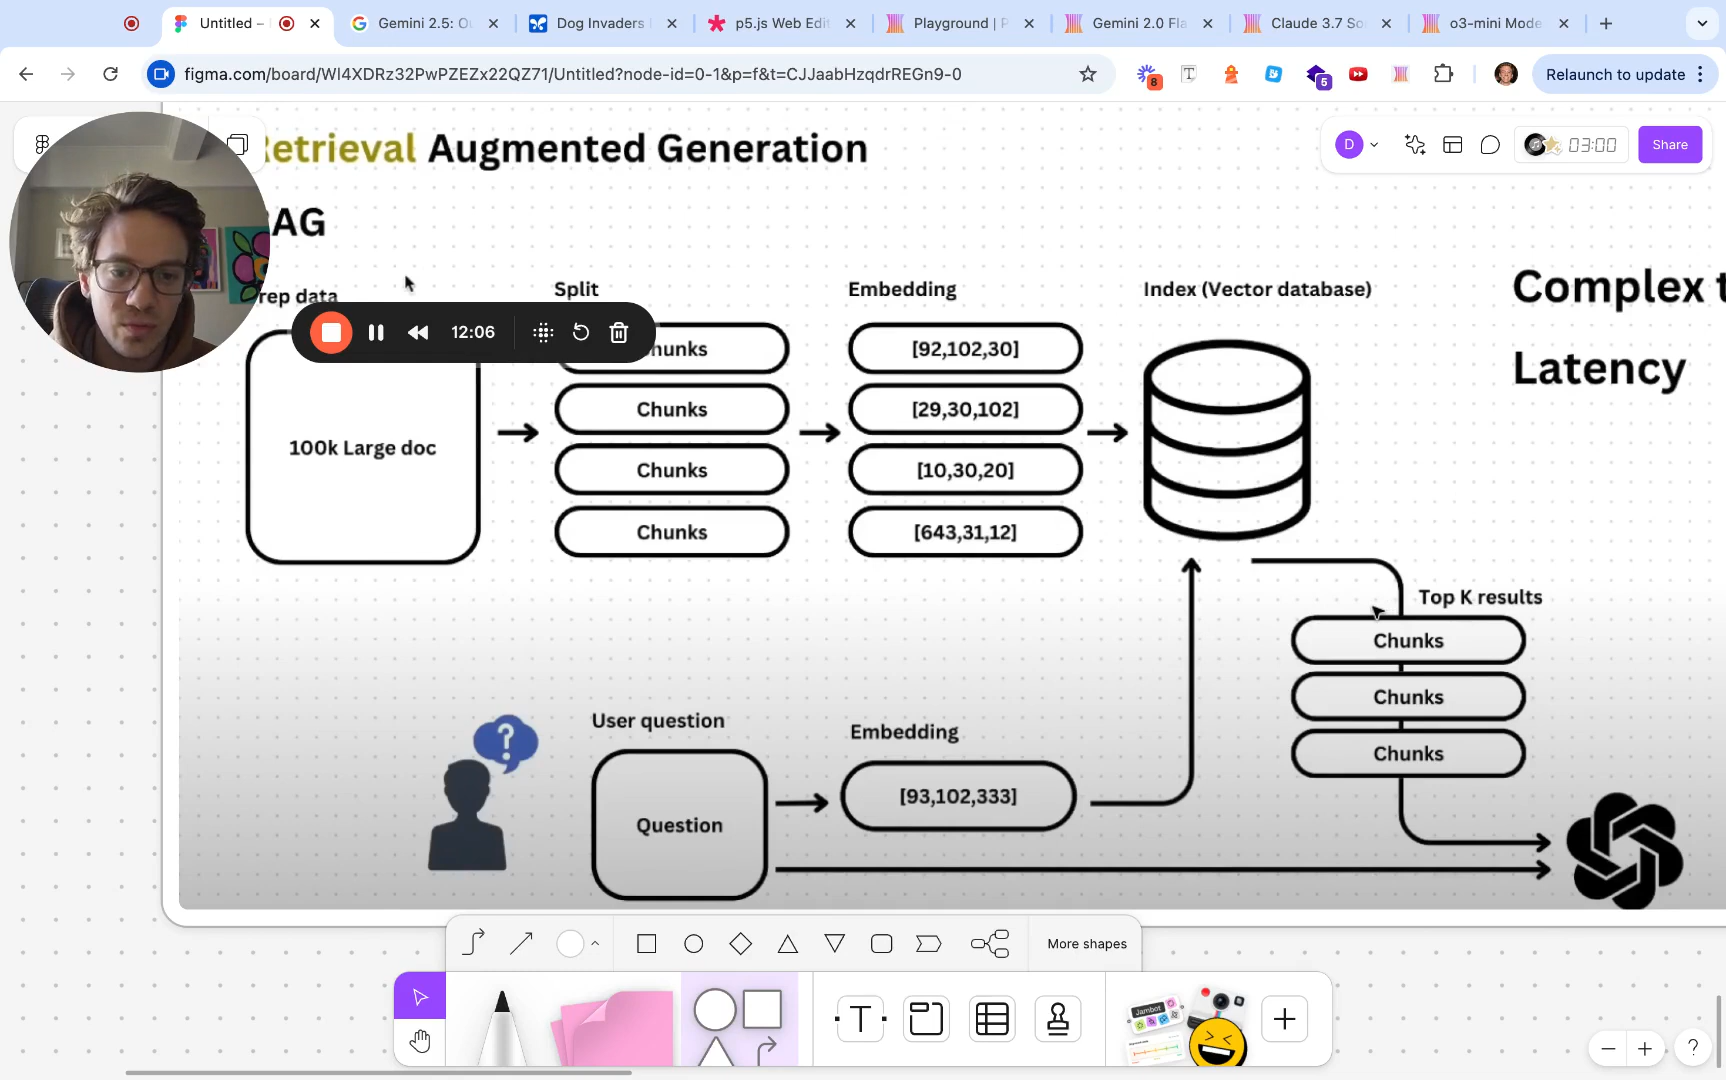 Untitled –
Gemini 2.5: Ou
Dog Invaders
p5.js Web Edit
Playground | P
Gemini 2.0 Fla
Claude 3.7 So
o3-mini Mode
figma.com/board/WI4XDRz32PwPZEZx22QZ71/Untitled?node-id=0-1&p=f&t=CJJaabHzqdrREGn9-0
8
T
5
Relaunch to update
etrieval Augmented Generation
D
03:00
Share
AG
rep data
Split
Embedding
Index (Vector database)
Complex t
Latency
12:06
hunks
[92,102,30]
100k Large doc
Chunks
[29,30,102]
Chunks
[10,30,20]
Chunks
[643,31,12]
Top K results
Chunks
Chunks
Chunks
User question
Embedding
?
Question
[93,102,333]
More shapes
T
Jambot
?